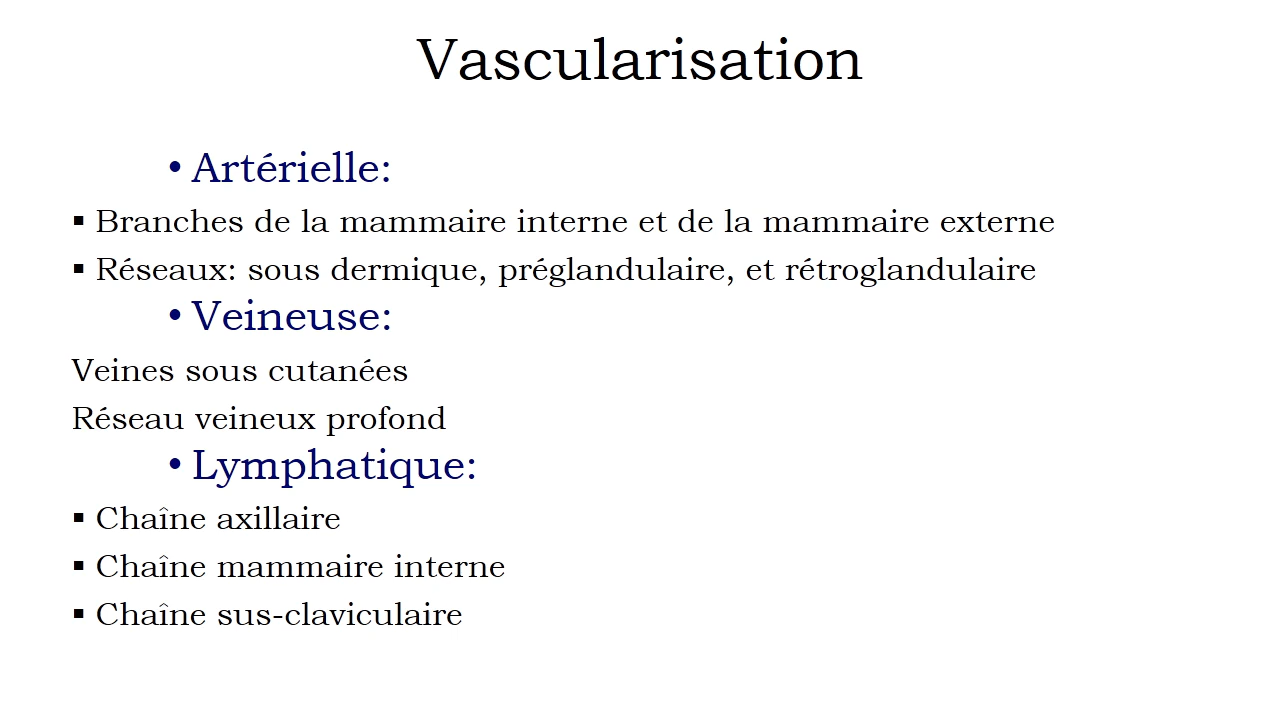 Vascularisation
• Artérielle:
▪ Branches de la mammaire interne et de la mammaire externe
▪ Réseaux: sous dermique, préglandulaire, et rétroglandulaire
• Veineuse:
Veines sous cutanées
Réseau veineux profond
• Lymphatique:
▪ Chaîne axillaire
▪ Chaîne mammaire interne
▪ Chaîne sus-claviculaire